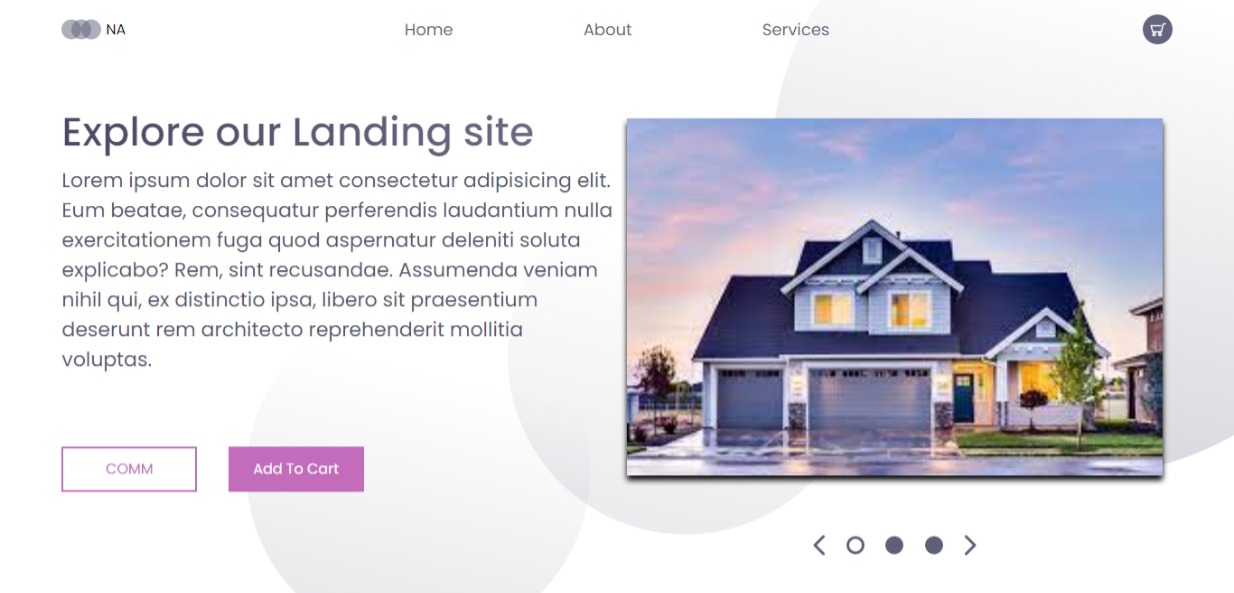 NA
Home
About
Services
Explore our Landing site
Lorem ipsum dolor sit amet consectetur adipisicing elit.
Eum beatae, consequatur perferendis laudantium nulla
exercitationem fuga quod aspernatur deleniti soluta
explicabo? Rem, sint recusandae. Assumenda veniam
nihil qui, ex distinctio ipsa, libero sit praesentium
deserunt rem architecto reprehenderit mollitia
voluptas.
COMM
Add To Cart